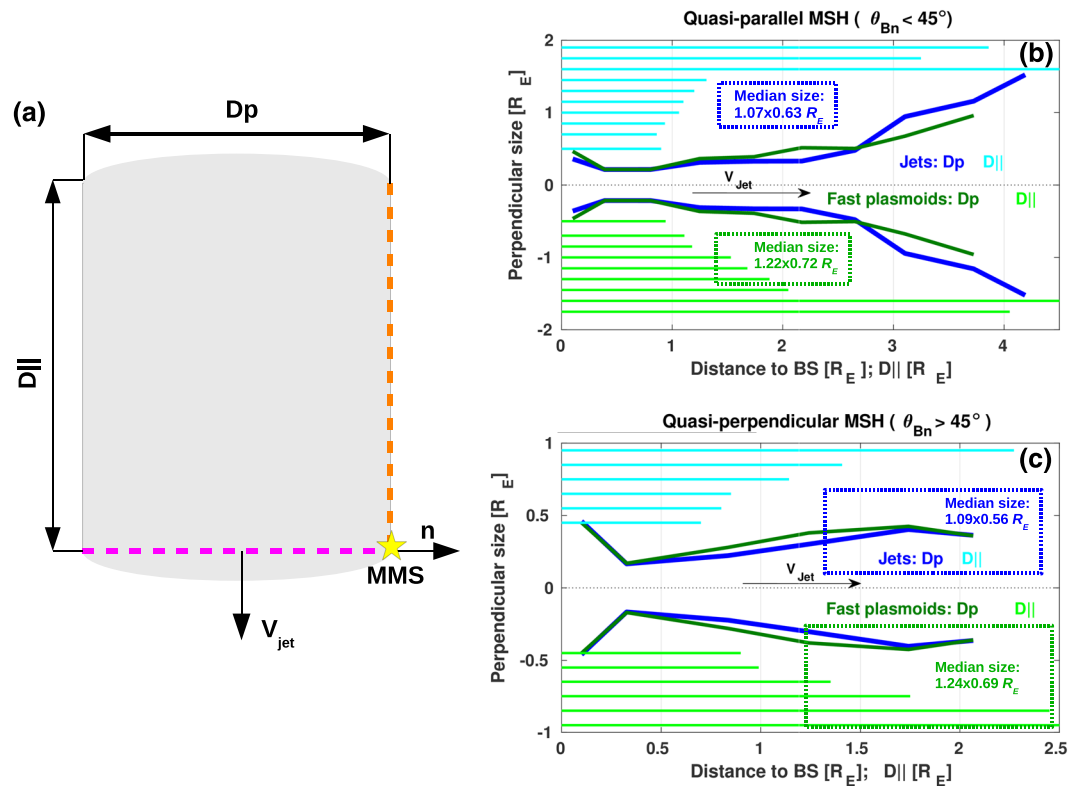 (a)
Dp
D||
n
MMS
Vjet
Quasi-parallel MSH ( θBn < 45°)
(b)
Perpendicular size [R E]
2
1
0
-1
-2
Median size:
1.07x0.63 RE
Jets: Dp D||
VJet
Fast plasmoids: Dp D||
Median size:
1.22x0.72 RE
0 1 2 3 4
Distance to BS [R E ]; D|| [R E]
Quasi-perpendicular MSH ( θBn > 45°)
(c)
Perpendicular size [R E]
1
0.5
0
-0.5
-1
Median size:
1.09x0.56 RE
Jets: Dp D||
VJet
Fast plasmoids: Dp D||
Median size:
1.24x0.69 RE
0 0.5 1 1.5 2 2.5
Distance to BS [RE]; D|| [RE]